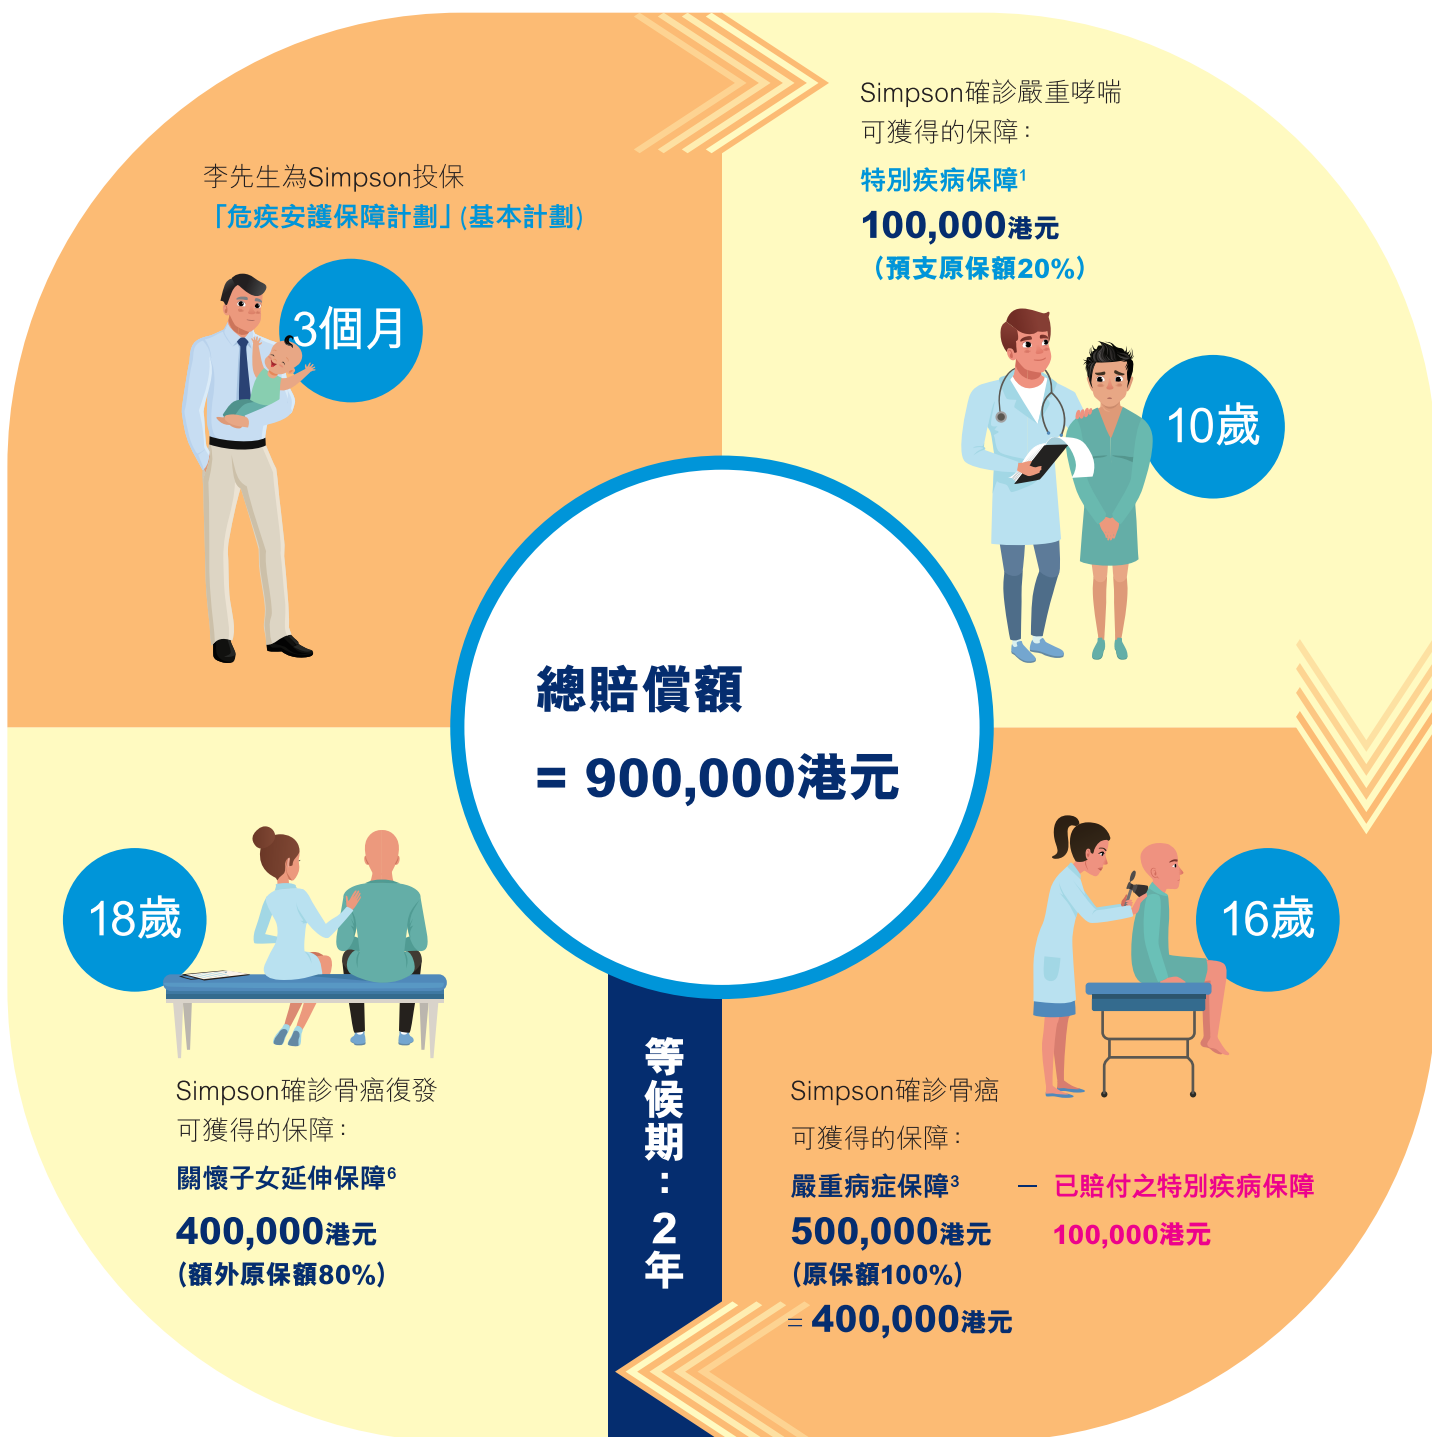 李先生為Simpson投保
「危疾安護保障計劃」(基本計劃)
3個月
Simpson確診嚴重哮喘
可獲得的保障：
特別疾病保障1
100,000港元
（預支原保額20%）
10歲
總賠償額
= 900,000港元
16歲
Simpson確診骨癌
可獲得的保障：
嚴重病症保障3 — 已賠付之特別疾病保障
500,000港元 100,000港元
(原保額100%)
= 400,000港元
等候期：2年
18歲
Simpson確診骨癌復發
可獲得的保障：
關懷子女延伸保障6
400,000港元
(額外原保額80%)